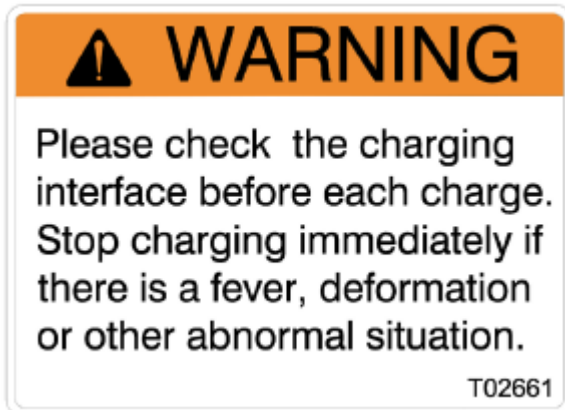 WARNING
Please check the charging
interface before each charge.
Stop charging immediately if
there is a fever, deformation
or other abnormal situation.
T02661